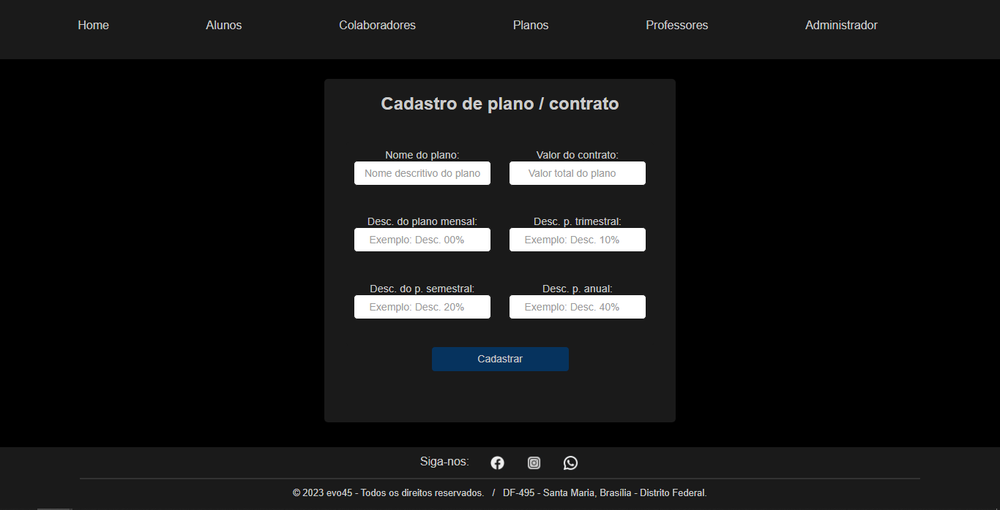 Home Alunos Colaboradores Planos Professores Administrador
Cadastro de plano / contrato
Nome do plano: Valor do contrato:
Nome descritivo do plano Valor total do plano
Desc. do plano mensal: Desc. p. trimestral:
Exemplo: Desc. 00% Exemplo: Desc. 10%
Desc. do p. semestral: Desc. p. anual:
Exemplo: Desc. 20% Exemplo: Desc. 40%
Cadastrar
Siga-nos:
© 2023 evo45 - Todos os direitos reservados. / DF-495 - Santa Maria, Brasília - Distrito Federal.